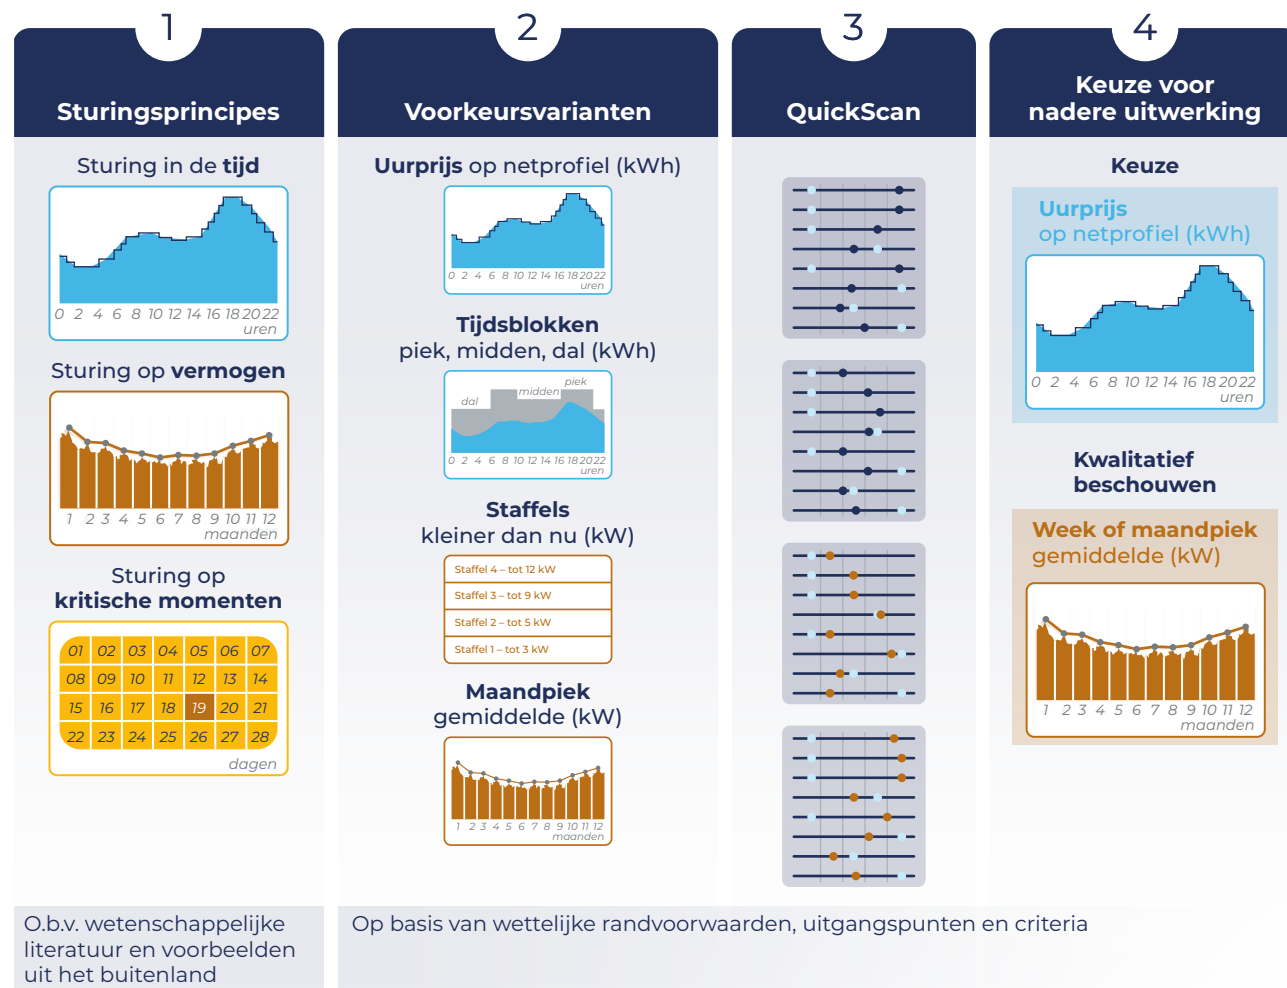 1
Sturingsprincipes
Sturing in de tijd
0 2 4 6 8 10 12 14 16 18 20 22
uren
Sturing op vermogen
1 2 3 4 5 6 7 8 9 10 11 12
maanden
Sturing op
kritische momenten
01 02 03 04 05 06 07
08 09 10 11 12 13 14
15 16 17 18 19 20 21
22 23 24 25 26 27 28
dagen
O.b.v. wetenschappelijke
literatuur en voorbeelden
uit het buitenland
2
Voorkeursvarianten
Uurprijs op netprofiel (kWh)
0 2 4 6 8 10 12 14 16 18 20 22
uren
Tijdsblokken
piek, midden, dal (kWh)
piek
midden
dal
0 2 4 6 8 10 12 14 16 18 20 22
uren
Staffels
kleiner dan nu (kW)
Staffel 4 – tot 12 kW
Staffel 3 – tot 9 kW
Staffel 2 – tot 5 kW
Staffel 1 – tot 3 kW
Maandpiek
gemiddelde (kW)
1 2 3 4 5 6 7 8 9 10 11 12
maanden
3
QuickScan
4
Keuze voor
nadere uitwerking
Keuze
Uurprijs
op netprofiel (kWh)
0 2 4 6 8 10 12 14 16 18 20 22
uren
Kwalitatief
beschouwen
Week of maandpiek
gemiddelde (kW)
1 2 3 4 5 6 7 8 9 10 11 12
maanden
Op basis van wettelijke randvoorwaarden, uitgangspunten en criteria